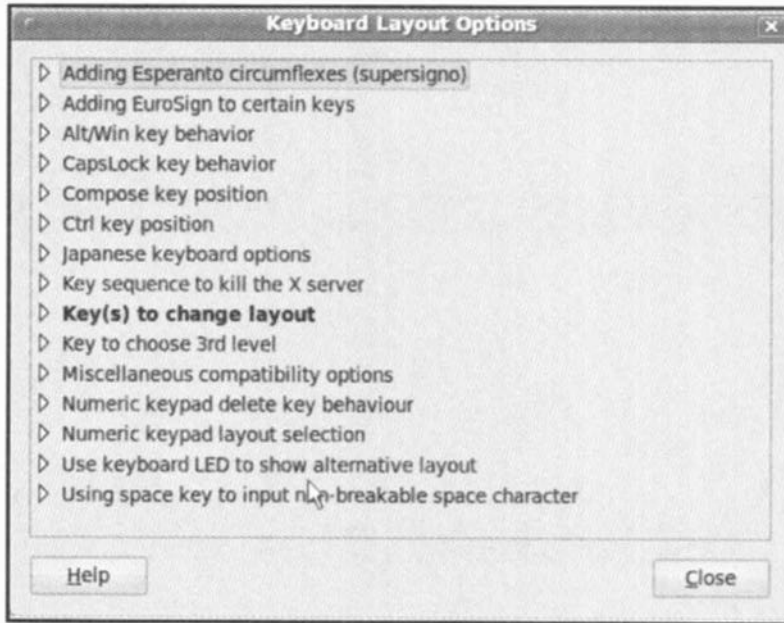 Keyboard Layout Options
Adding Esperanto circumflexes (supersigno)
Adding EuroSign to certain keys
Alt/Win key behavior
CapsLock key behavior
Compose key position
Ctrl key position
Japanese keyboard options
Key sequence to kill the X server
Key(s) to change layout
Key to choose 3rd level
Miscellaneous compatibility options
Numeric keypad delete key behaviour
Numeric keypad layout selection
Use keyboard LED to show alternative layout
Using space key to input non-breakable space character
Help
Close